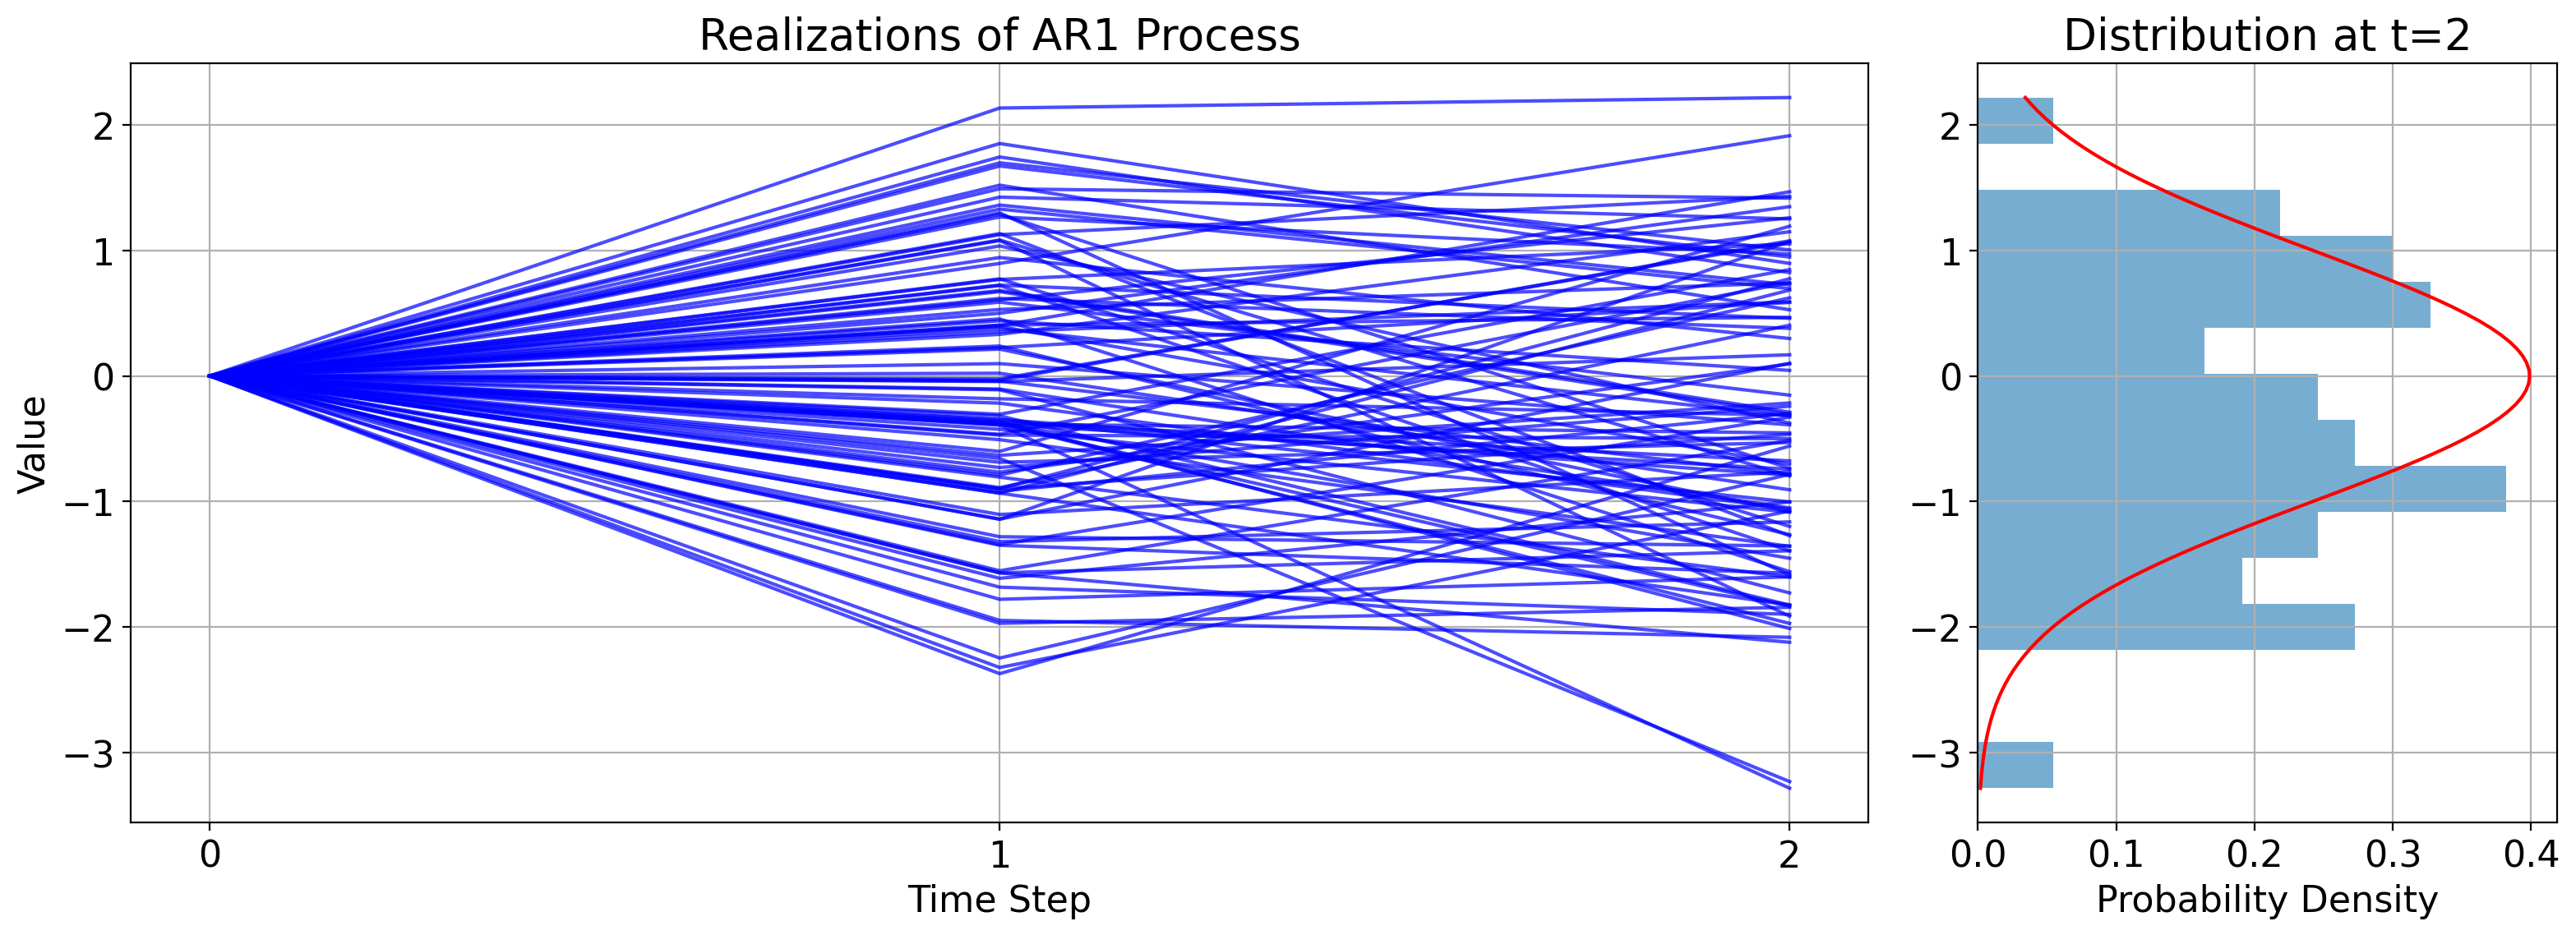 Realizations of AR1 Process
Value
2
1
0
−1
−2
−3
0 1 2
Time Step
Distribution at t=2
2
1
0
−1
−2
−3
0.0 0.1 0.2 0.3 0.4
Probability Density